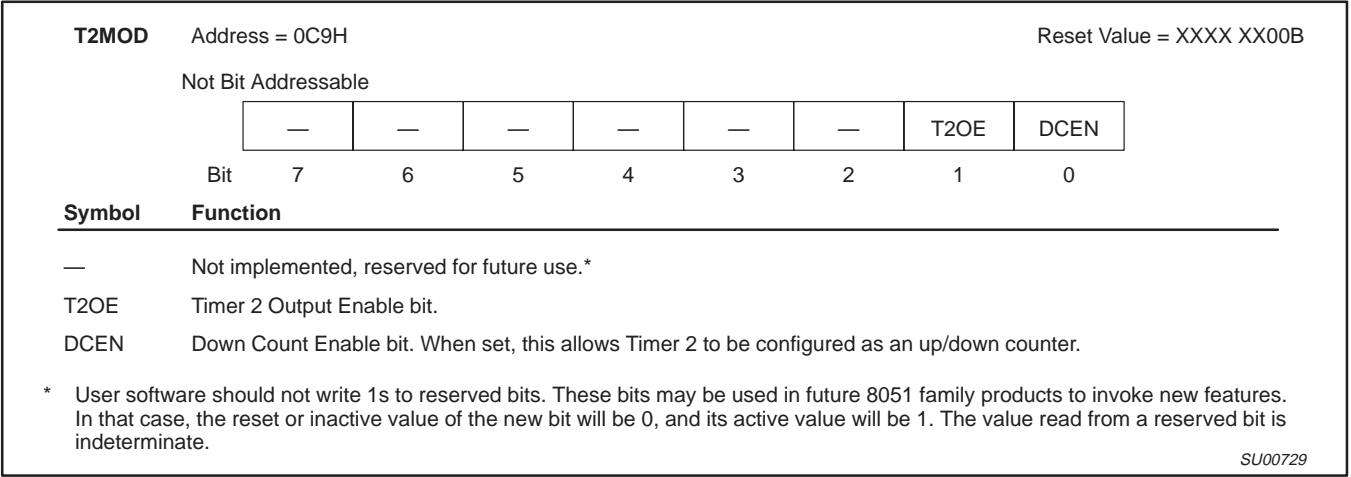 T2MOD Address = 0C9H Reset Value = XXXX XX00B
Not Bit Addressable
— — — — — — T2OE DCEN
Bit 7 6 5 4 3 2 1 0
Symbol Function
— Not implemented, reserved for future use.*
T2OE Timer 2 Output Enable bit.
DCEN Down Count Enable bit. When set, this allows Timer 2 to be configured as an up/down counter.
* User software should not write 1s to reserved bits. These bits may be used in future 8051 family products to invoke new features.
In that case, the reset or inactive value of the new bit will be 0, and its active value will be 1. The value read from a reserved bit is
indeterminate.
SU00729